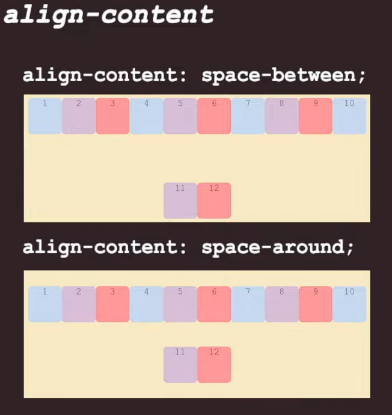 align-content
align-content: space-between;
1 2 3 4 5 6 7 8 9 10
11 12
align-content: space-around;
1 2 3 4 5 6 7 8 9 10
11 12